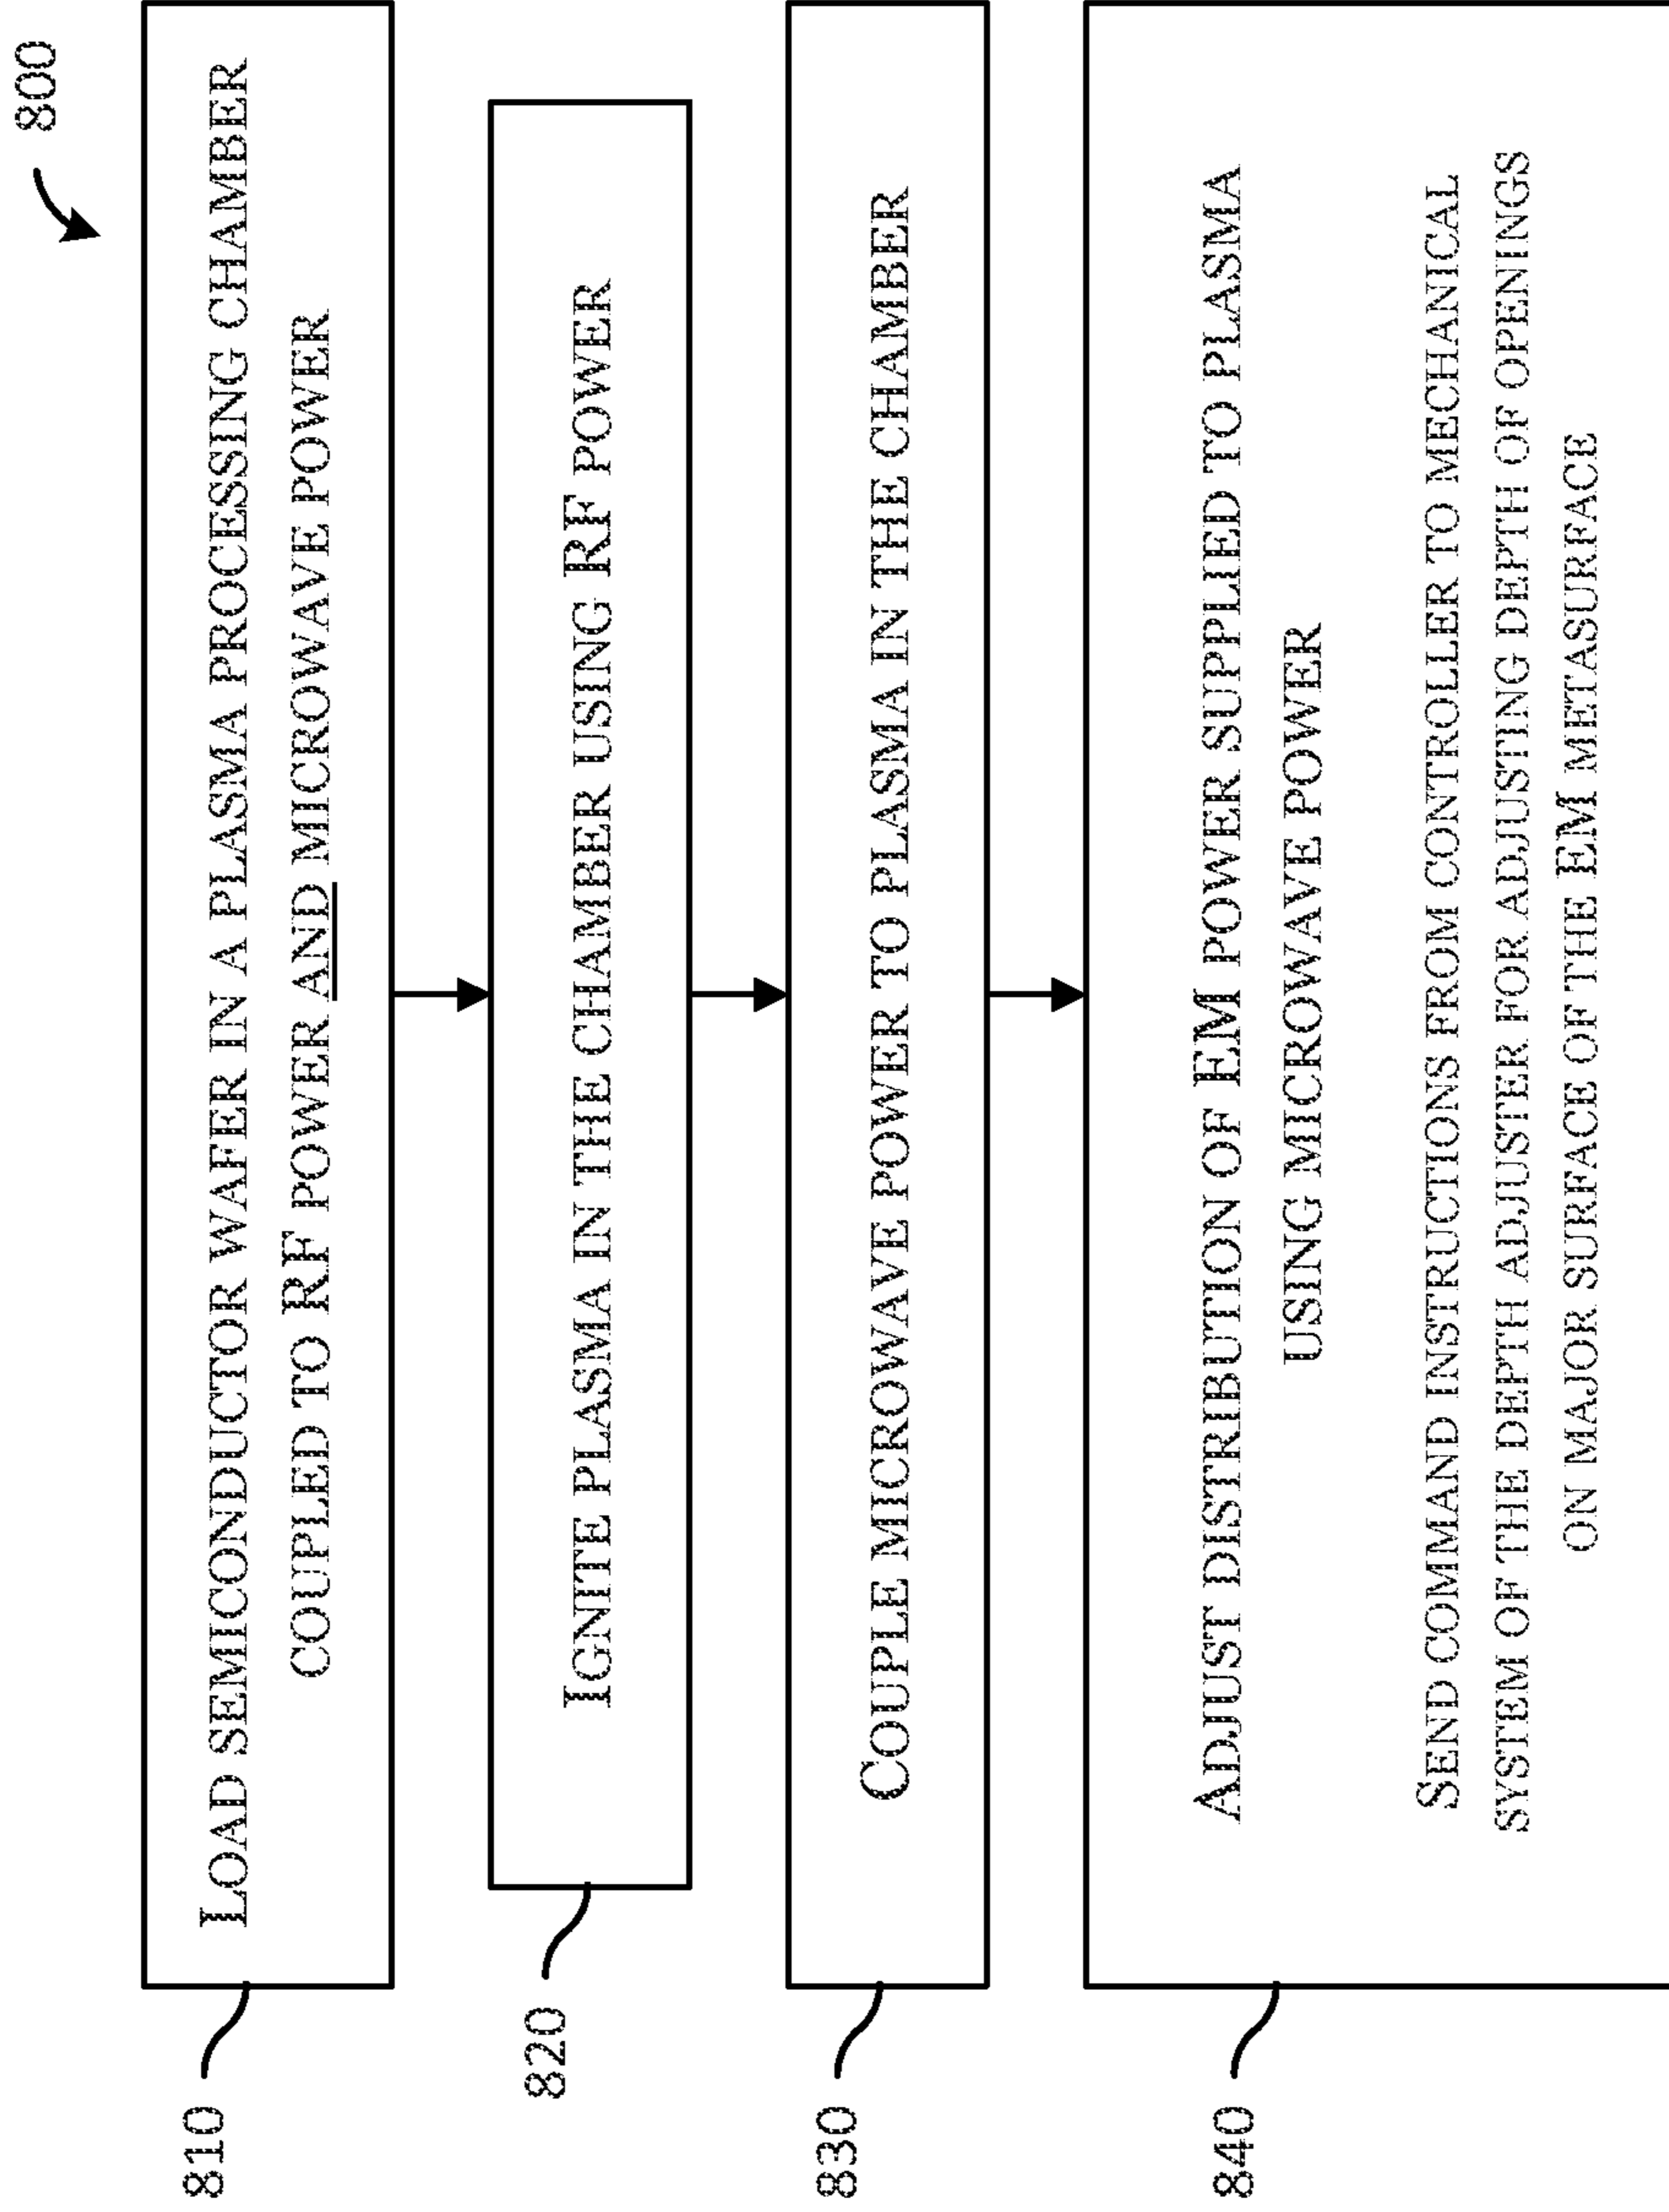 800
810
LOAD SEMICONDUCTOR WAFER IN A PLASMA PROCESSING CHAMBER
COUPLED TO RF POWER AND MICROWAVE POWER
820
IGNITE PLASMA IN THE CHAMBER USING RF POWER
830
COUPLE MICROWAVE POWER TO PLASMA IN THE CHAMBER
840
ADJUST DISTRIBUTION OF EM POWER SUPPLIED TO PLASMA
USING MICROWAVE POWER
SEND COMMAND INSTRUCTIONS FROM CONTROLLER TO MECHANICAL
SYSTEM OF THE DEPTH ADJUSTER FOR ADJUSTING DEPTH OF OPENINGS
ON MAJOR SURFACE OF THE EM METASURFACE